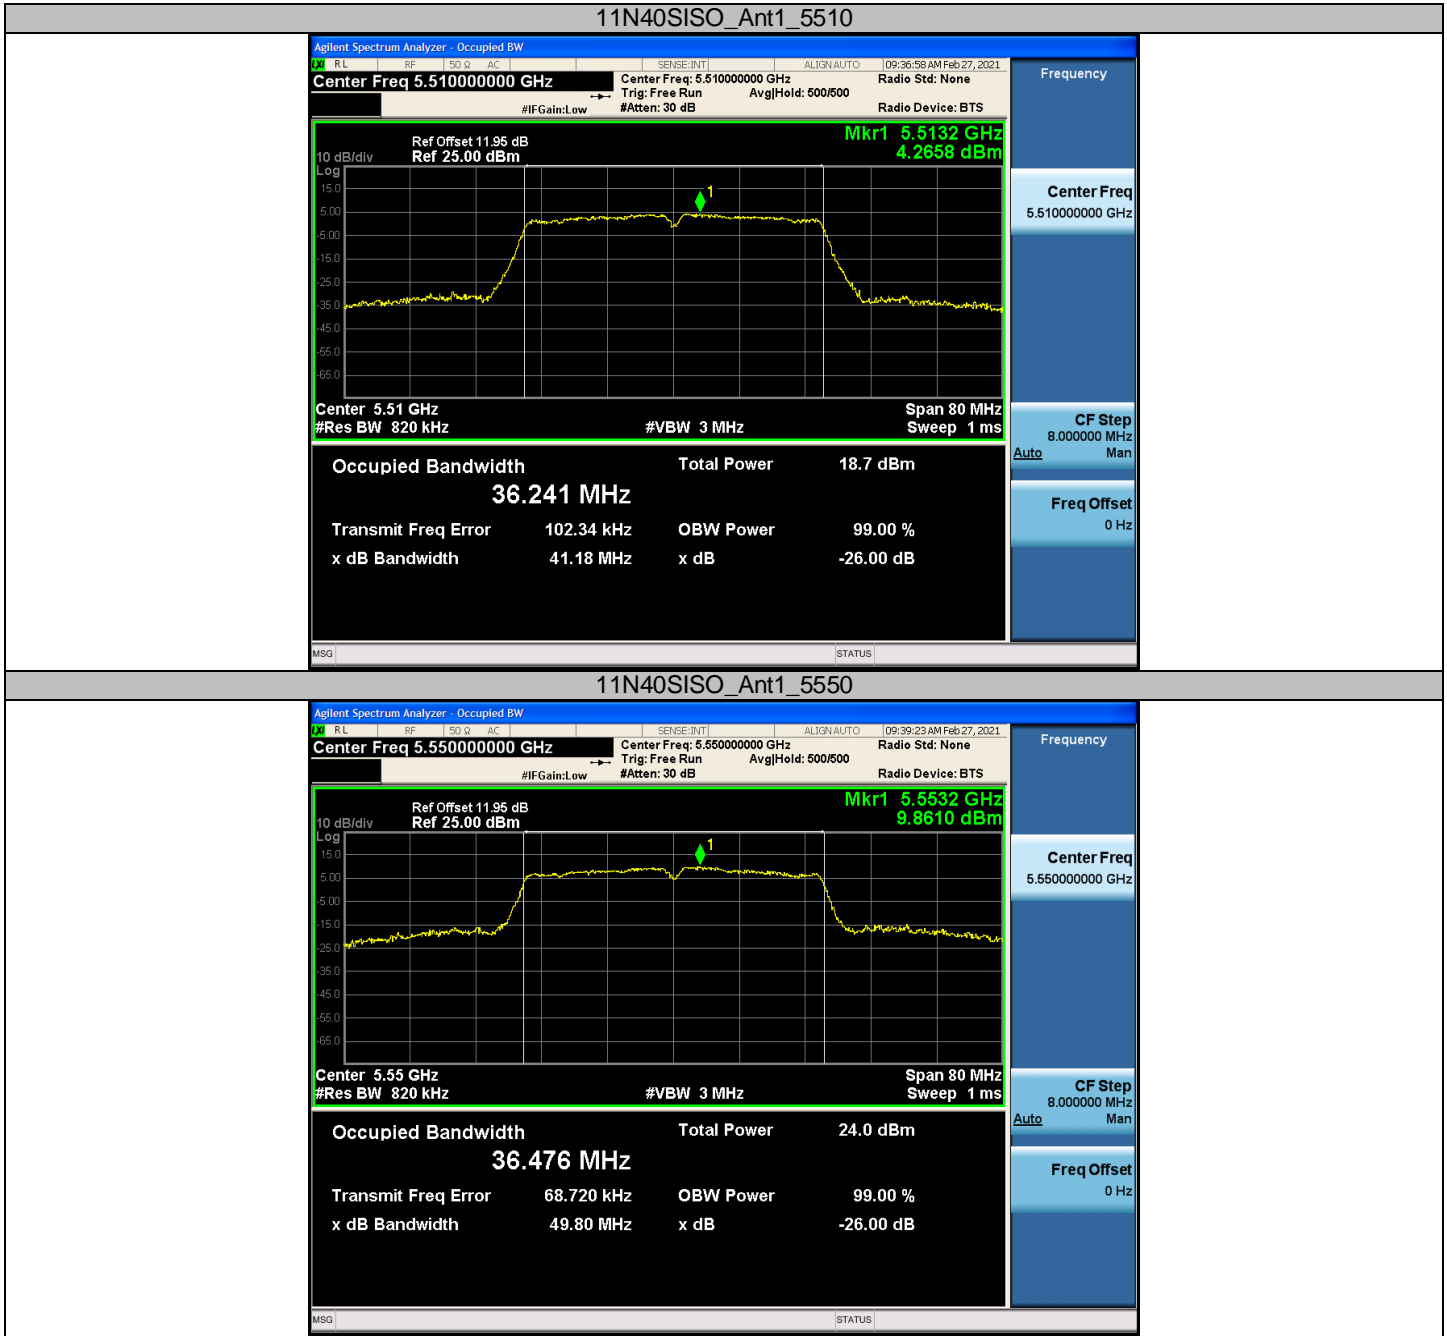 11N40SISO_Ant1_5510
Agilent Spectrum Analyzer - Occupied BW
LXI RL RF 50 Ω AC SENSE:INT ALIGN AUTO 09:36:58 AM Feb 27, 2021
Center Freq 5.510000000 GHz
Center Freq: 5.510000000 GHz Radio Std: None
Trig: Free Run Avg|Hold: 500/500
#IFGain:Low #Atten: 30 dB Radio Device: BTS
Frequency
Mkr1 5.5132 GHz
4.2658 dBm
Ref Offset 11.95 dB
10 dB/div Ref 25.00 dBm
Log
1
15.0
5.00
-5.00
-15.0
-25.0
-35.0
-45.0
-55.0
-65.0
Center Freq
5.510000000 GHz
Center 5.51 GHz Span 80 MHz
#Res BW 820 kHz #VBW 3 MHz Sweep 1 ms
CF Step
8.000000 MHz
Auto Man
Occupied Bandwidth Total Power 18.7 dBm
36.241 MHz
Transmit Freq Error 102.34 kHz OBW Power 99.00 %
x dB Bandwidth 41.18 MHz x dB -26.00 dB
Freq Offset
0 Hz
MSG STATUS
11N40SISO_Ant1_5550
Agilent Spectrum Analyzer - Occupied BW
LXI RL RF 50 Ω AC SENSE:INT ALIGN AUTO 09:39:23 AM Feb 27, 2021
Center Freq 5.550000000 GHz
Center Freq: 5.550000000 GHz Radio Std: None
Trig: Free Run Avg|Hold: 500/500
#IFGain:Low #Atten: 30 dB Radio Device: BTS
Frequency
Mkr1 5.5532 GHz
9.8610 dBm
Ref Offset 11.95 dB
10 dB/div Ref 25.00 dBm
Log
1
15.0
5.00
-5.00
-15.0
-25.0
-35.0
-45.0
-55.0
-65.0
Center Freq
5.550000000 GHz
Center 5.55 GHz Span 80 MHz
#Res BW 820 kHz #VBW 3 MHz Sweep 1 ms
CF Step
8.000000 MHz
Auto Man
Occupied Bandwidth Total Power 24.0 dBm
36.476 MHz
Transmit Freq Error 68.720 kHz OBW Power 99.00 %
x dB Bandwidth 49.80 MHz x dB -26.00 dB
Freq Offset
0 Hz
MSG STATUS